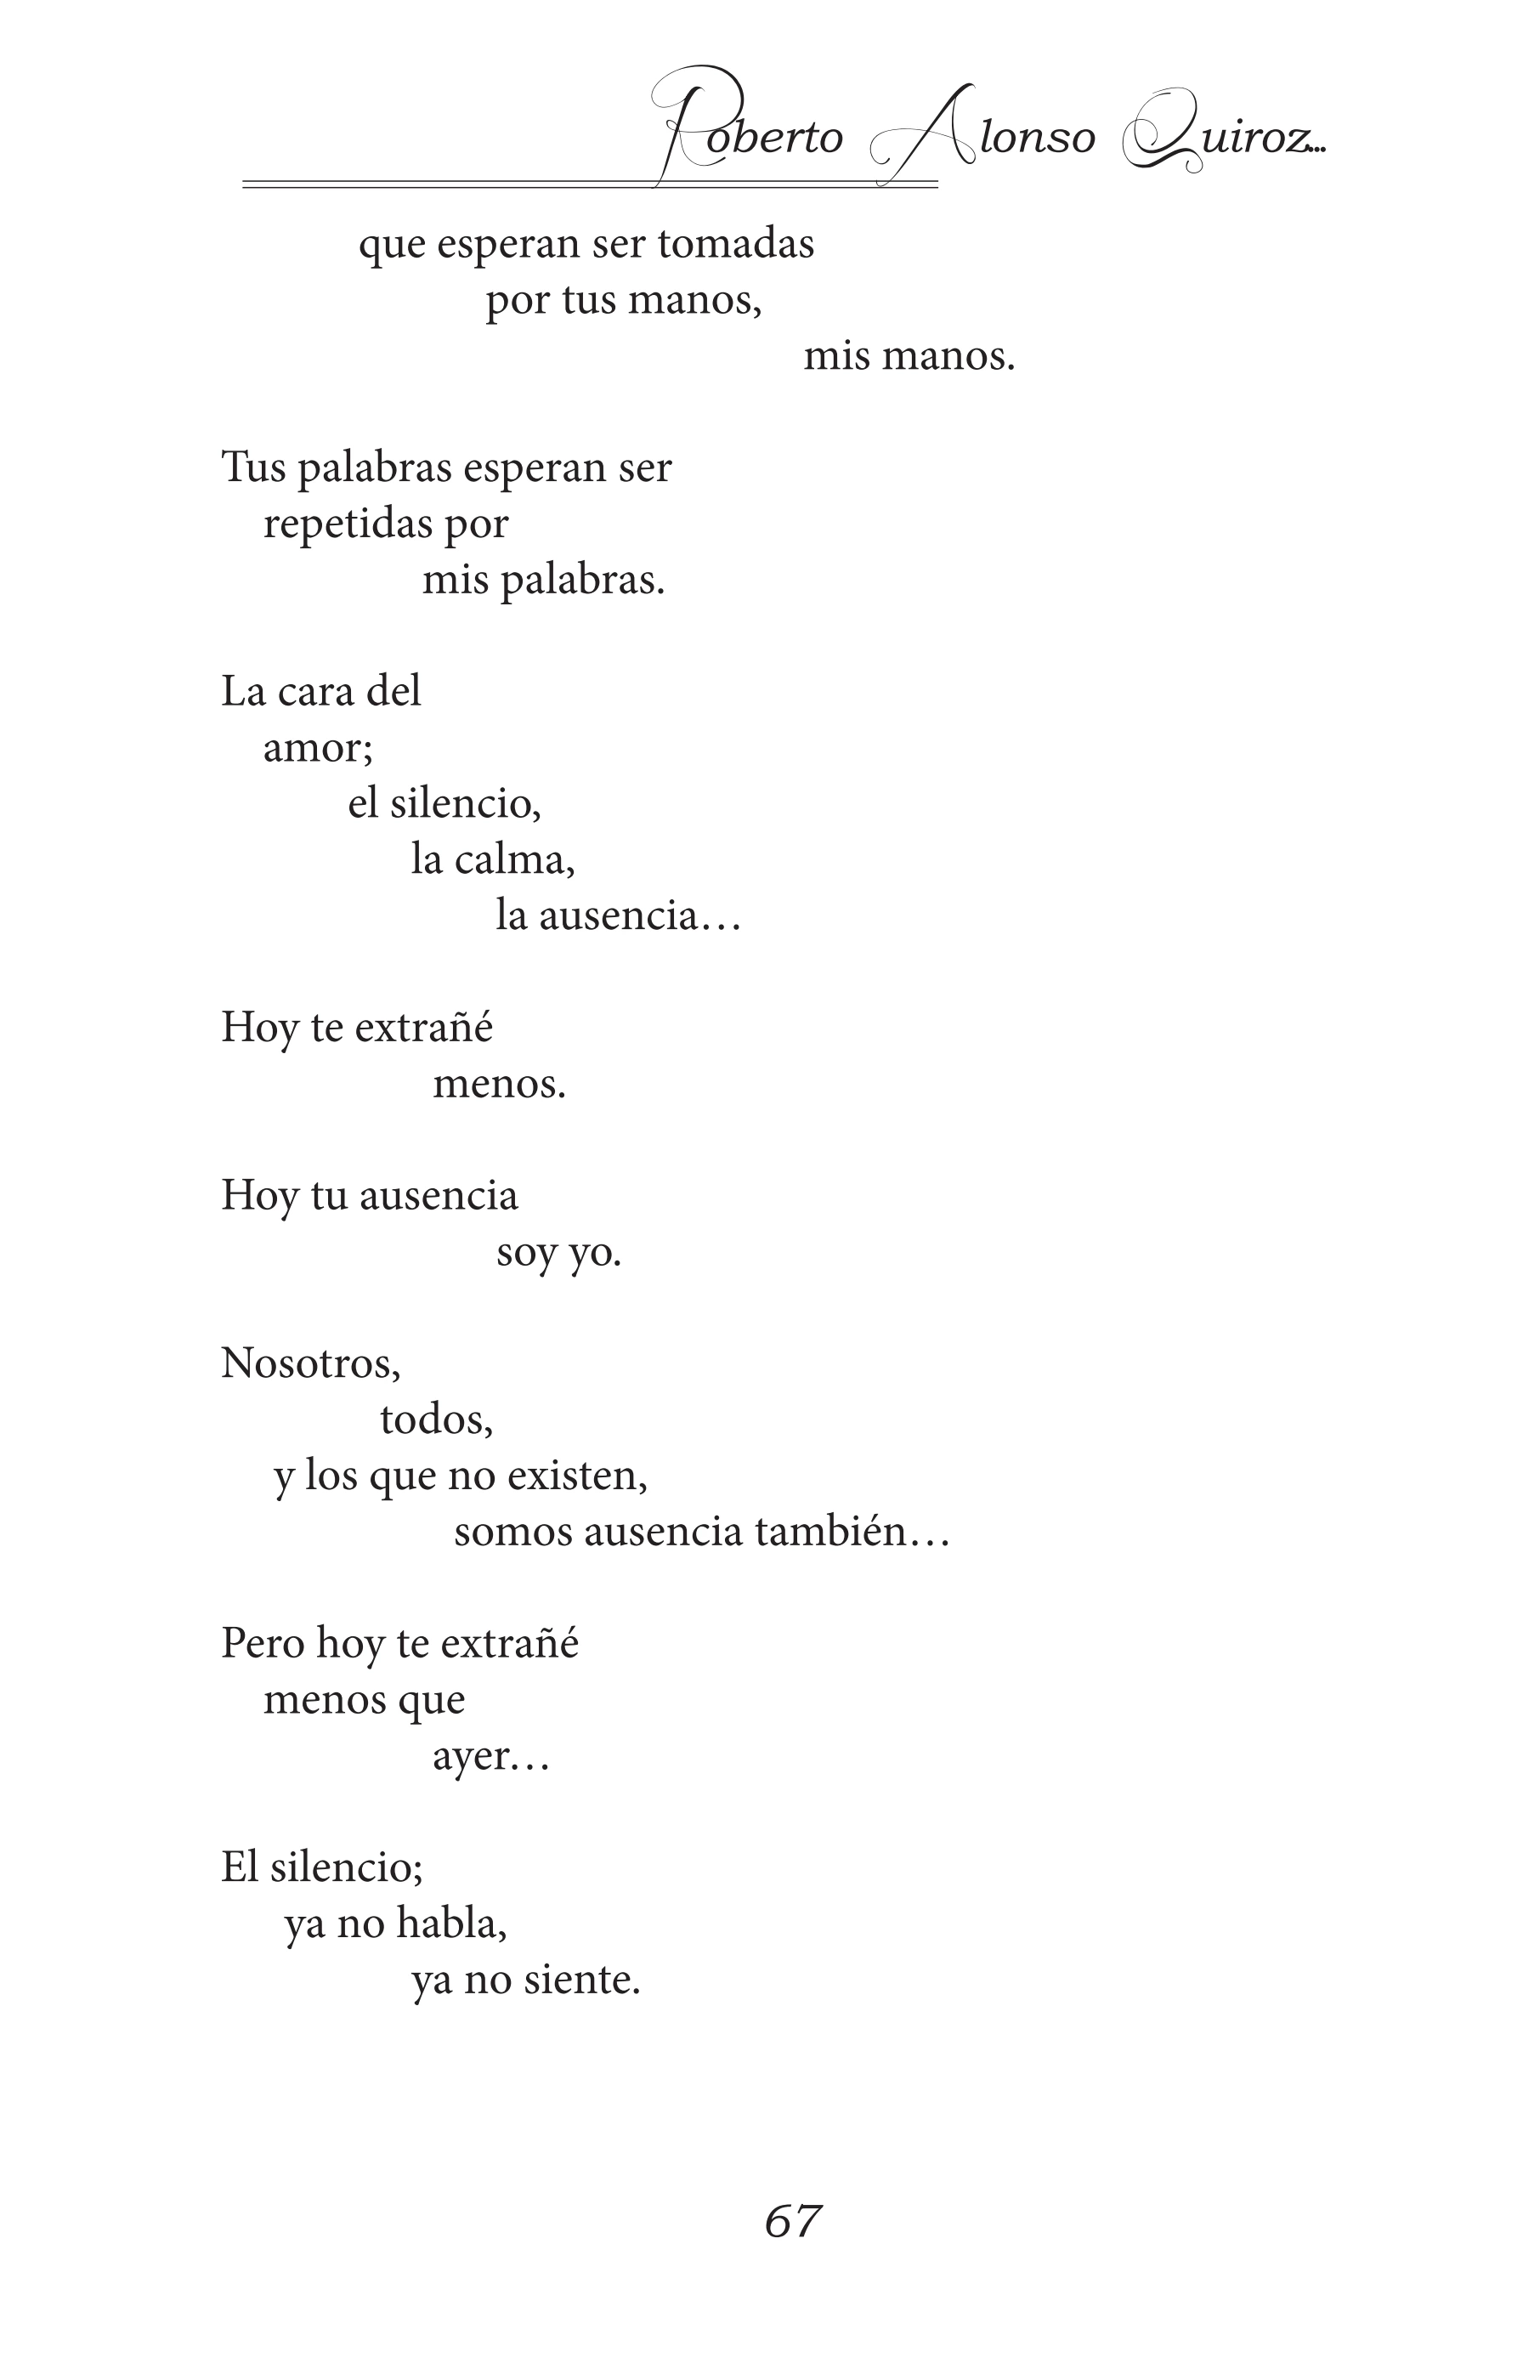 Roberto Alonso Quiroz...
que esperan ser tomadas
por tus manos,
mis manos.
Tus palabras esperan ser
repetidas por
mis palabras.
La cara del
amor;
el silencio,
la calma,
la ausencia…
Hoy te extrañé
menos.
Hoy tu ausencia
soy yo.
Nosotros,
todos,
y los que no existen,
somos ausencia también…
Pero hoy te extrañé
menos que
ayer…
El silencio;
ya no habla,
ya no siente.
67